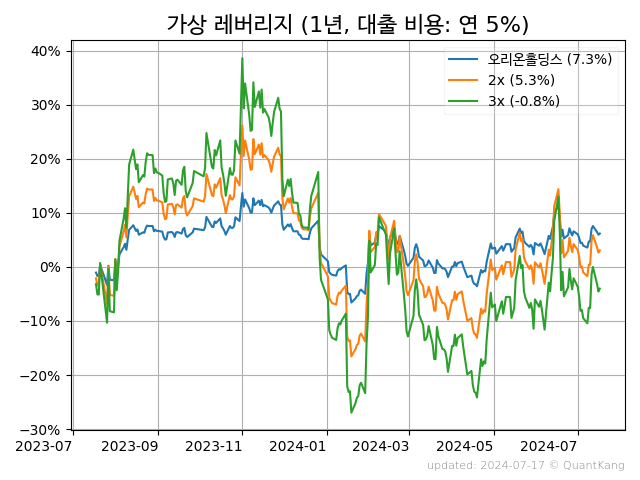 가상 레버리지 (1년, 대출 비용: 연 5%)
오리온홀딩스 (7.3%)
2x (5.3%)
3x (-0.8%)
40%
30%
20%
10%
0%
−10%
−20%
−30%
2023-07 2023-09 2023-11 2024-01 2024-03 2024-05 2024-07
updated: 2024-07-17 © QuantKang